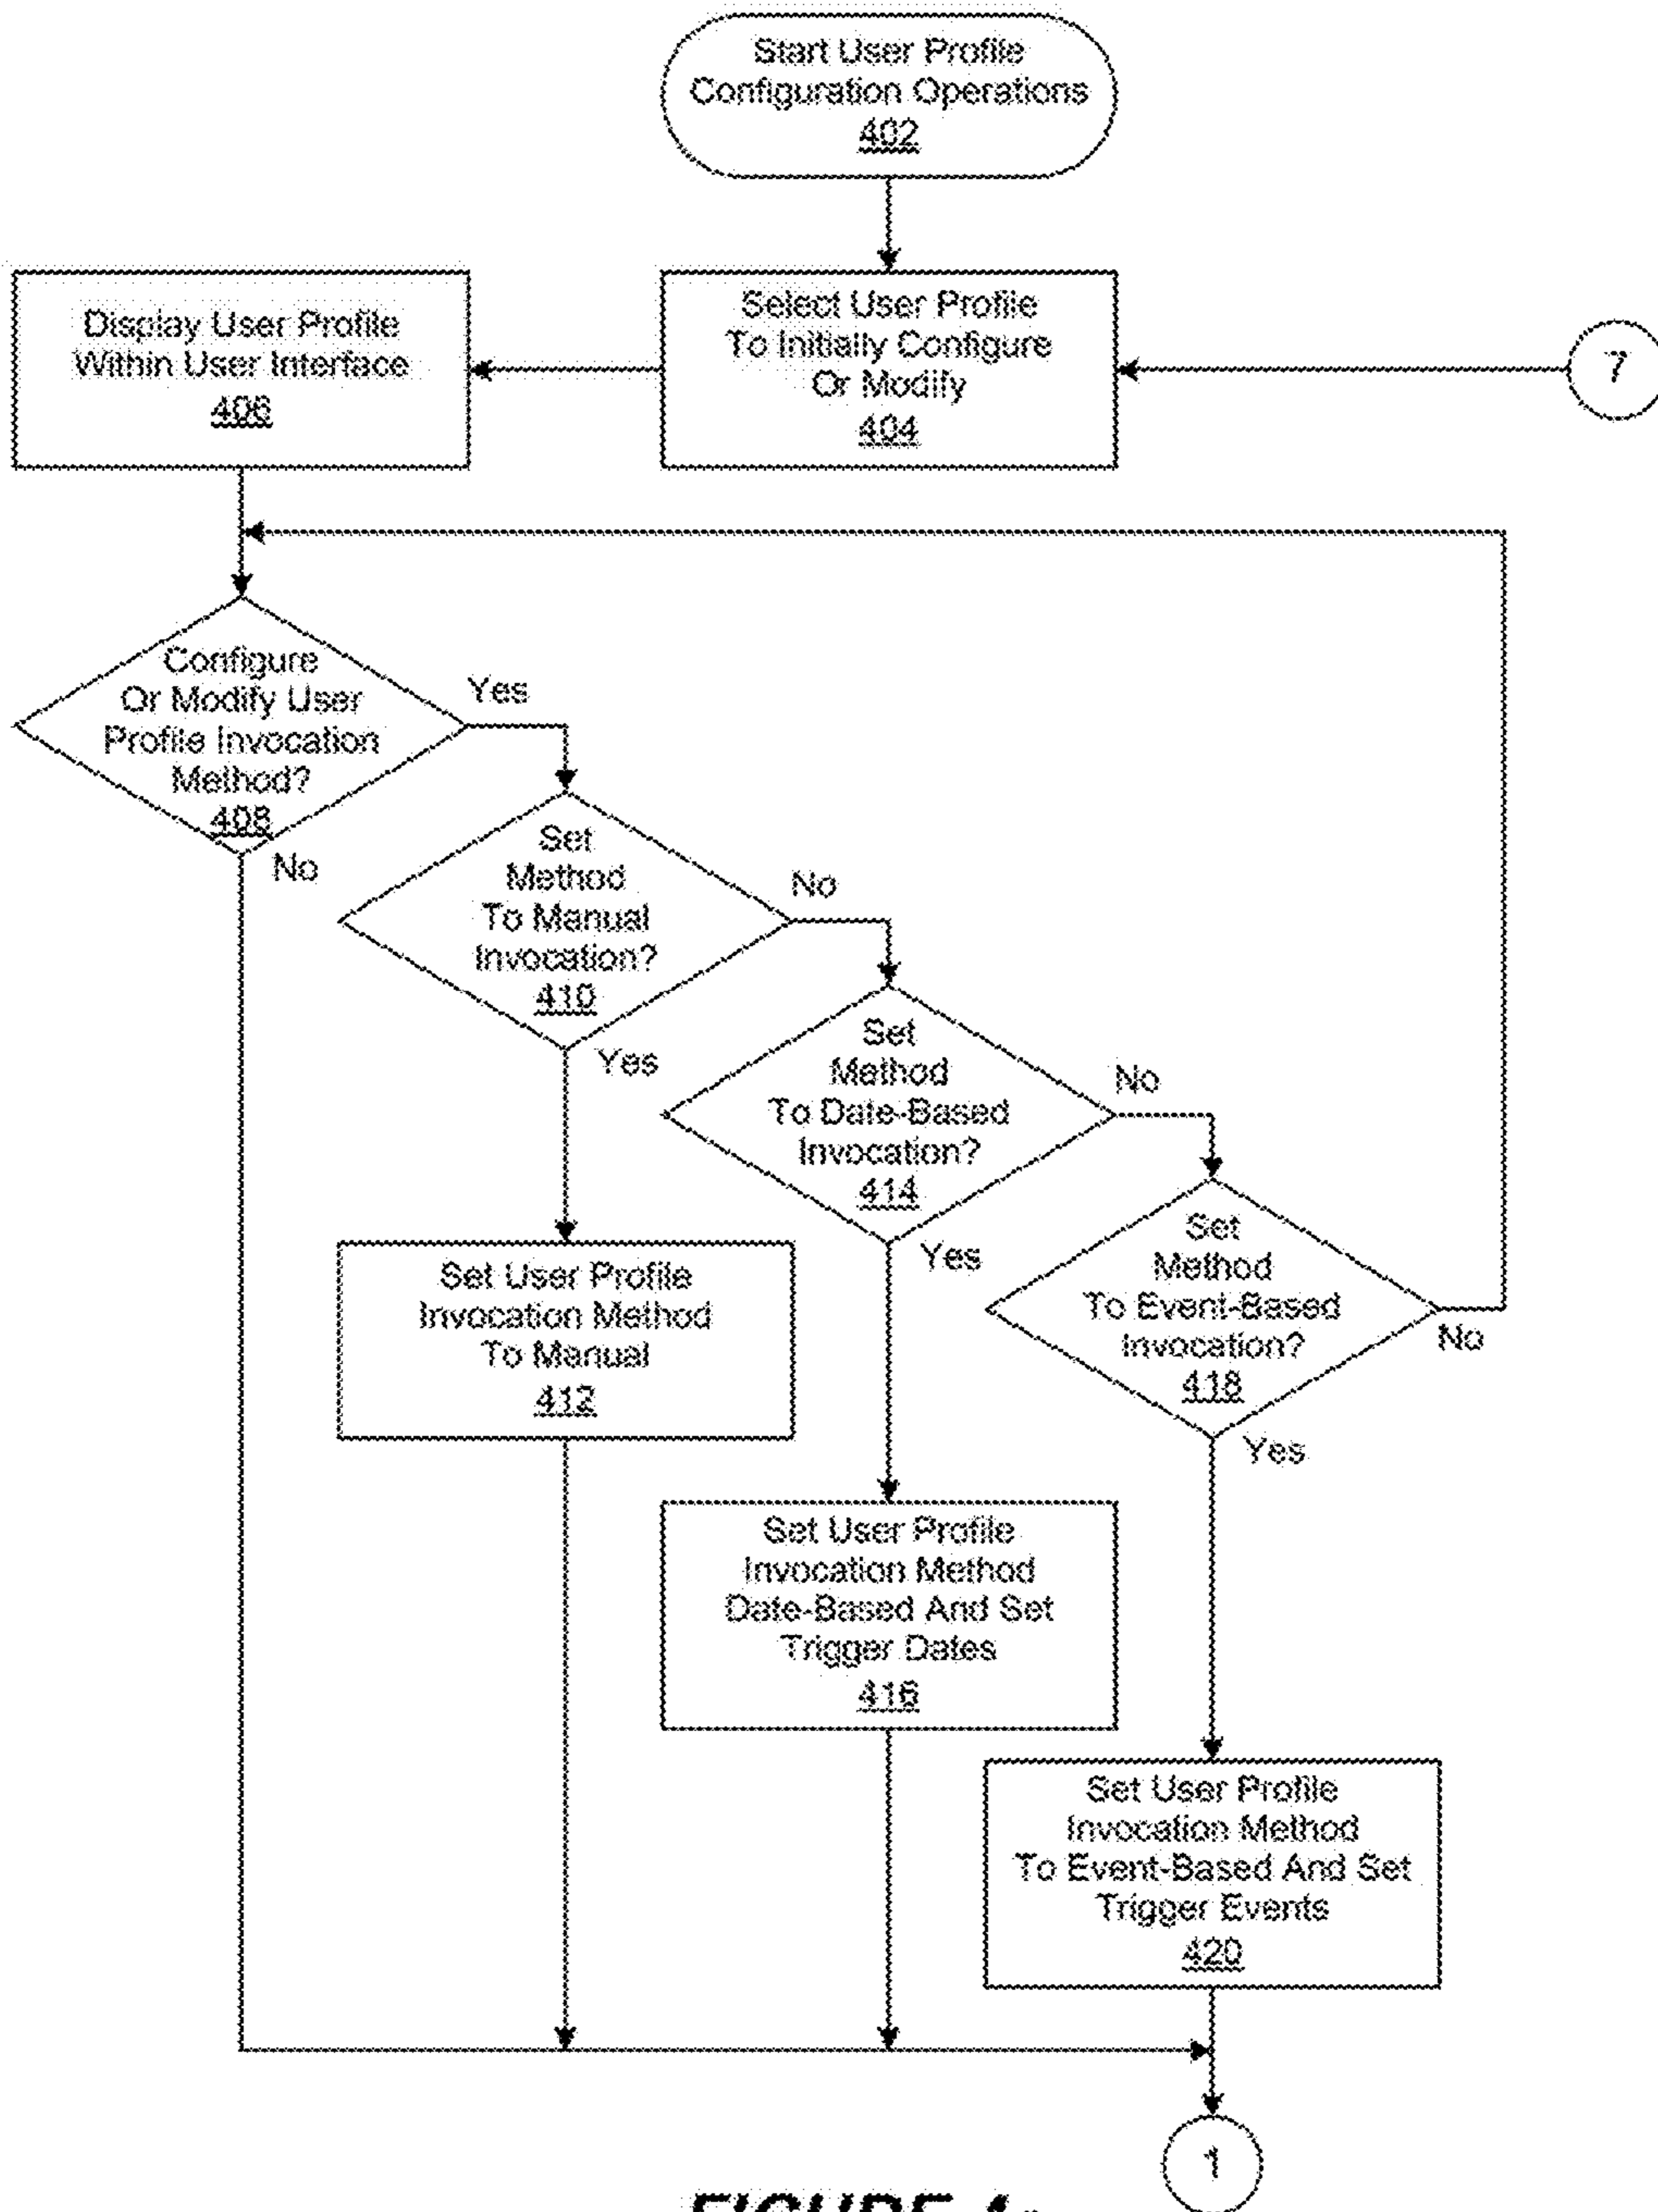 Start User Profile
Configuration Operations
402
Display User Profile
Within User Interface
406
Select User Profile
To Initially Configure
Or Modify
404
7
Configure
Or Modify User
Profile Invocation
Method?
408
Yes
No
Set
Method
To Manual
Invocation?
410
No
Yes
Set
Method
To Date-Based
Invocation?
414
No
Yes
Set
Method
To Event-Based
Invocation?
418
No
Yes
Set User Profile
Invocation Method
To Manual
412
Set User Profile
Invocation Method
Date-Based And Set
Trigger Dates
416
Set User Profile
Invocation Method
To Event-Based And Set
Trigger Events
420
1
FIGURE